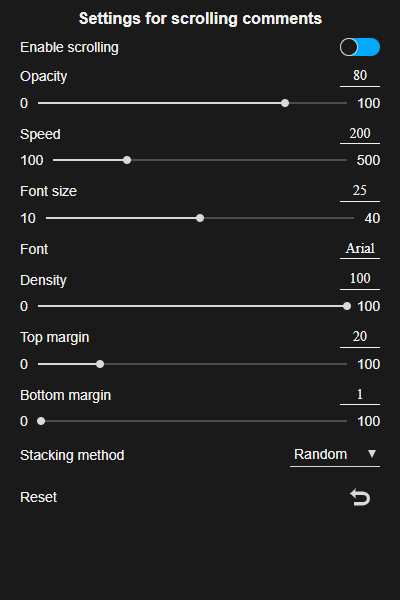 Settings for scrolling comments
Enable scrolling
Opacity 80
0 100
Speed 200
100 500
Font size 25
10 40
Font Arial
Density 100
0 100
Top margin 20
0 100
Bottom margin 1
0 100
Stacking method Random
Reset